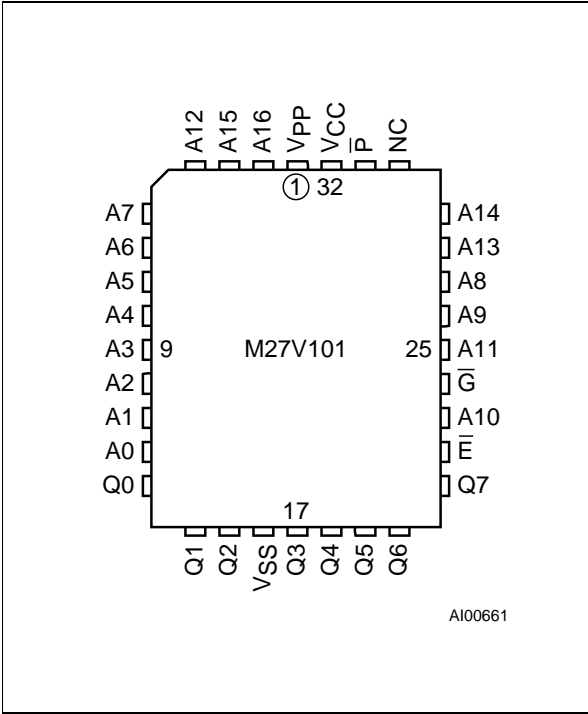 A12 A15 A16 VPP VCC P̅ NC
1 32
A7 A14
A6 A13
A5 A8
A4 A9
A3 9 M27V101 25 A11
A2 G̅
A1 A10
A0 E̅
Q0 Q7
17
Q1 Q2 VSS Q3 Q4 Q5 Q6
AI00661